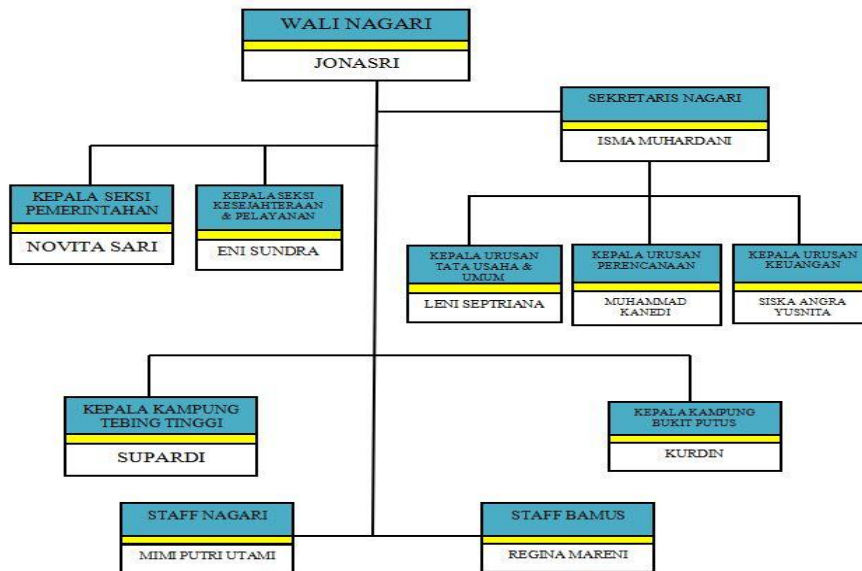 WALI NAGARI
JONASRI
SEKRETARIS NAGARI
ISMA MUHARDANI
KEPALA SEKSI
PEMERINTAHAN
NOVITA SARI
KEPALA SEKSI
KESEJAHTERAAN
& PELAYANAN
ENI SUNDRA
KEPALA URUSAN
TATA USAHA &
UMUM
LENI SEPTRIANA
KEPALA URUSAN
PERENCANAAN
MUHAMMAD
KANEDI
KEPALA URUSAN
KEUANGAN
SISKA ANGRA
YUSNITA
KEPALA KAMPUNG
TEBING TINGGI
SUPARDI
KEPALA KAMPUNG
BUKIT PUTUS
KURDIN
STAFF NAGARI
MIMI PUTRI UTAMI
STAFF BAMUS
REGINA MARENI